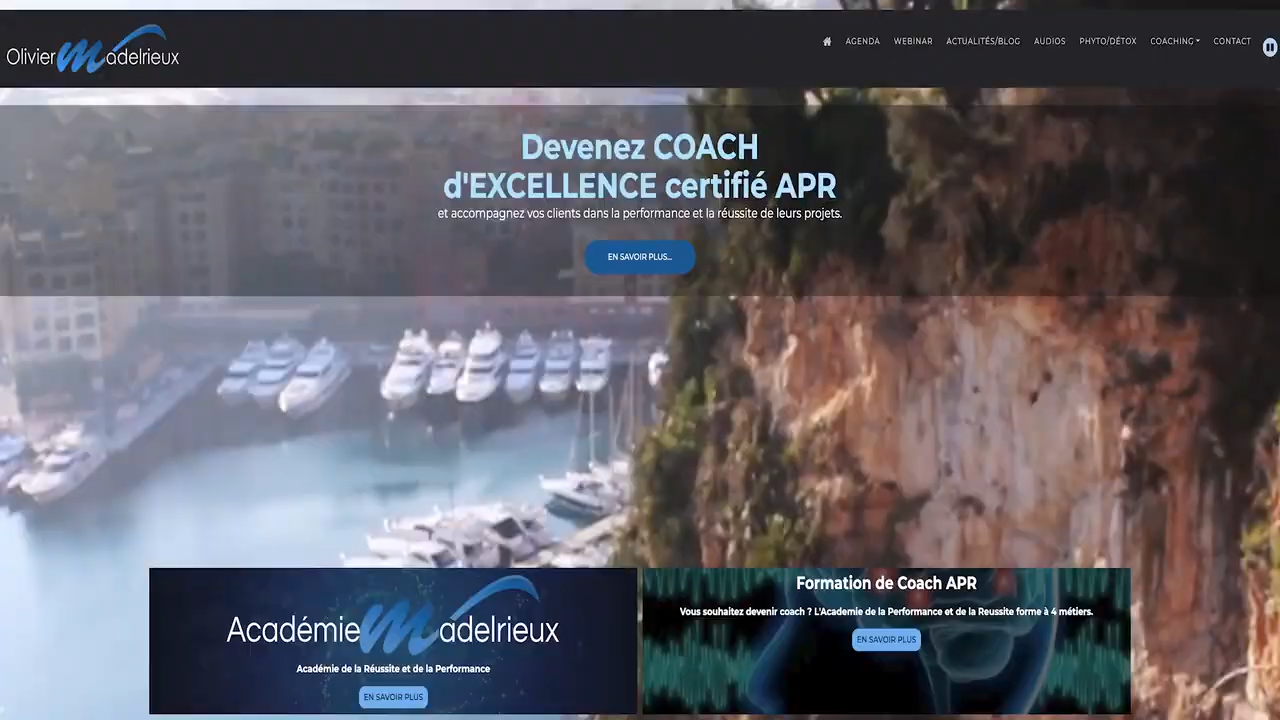 Olivier Madelrieux
AGENDA WEBINAR ACTUALITÉS/BLOG AUDIOS PHYTO/DÉTOX COACHING CONTACT
Devenez COACH
d'EXCELLENCE certifié APR
et accompagnez vos clients dans la performance et la réussite de leurs projets.
EN SAVOIR PLUS...
Académie Madelrieux
Académie de la Réussite et de la Performance
EN SAVOIR PLUS
Formation de Coach APR
Vous souhaitez devenir coach ? L'Academie de la Performance et de la Reussite forme à 4 métiers.
EN SAVOIR PLUS